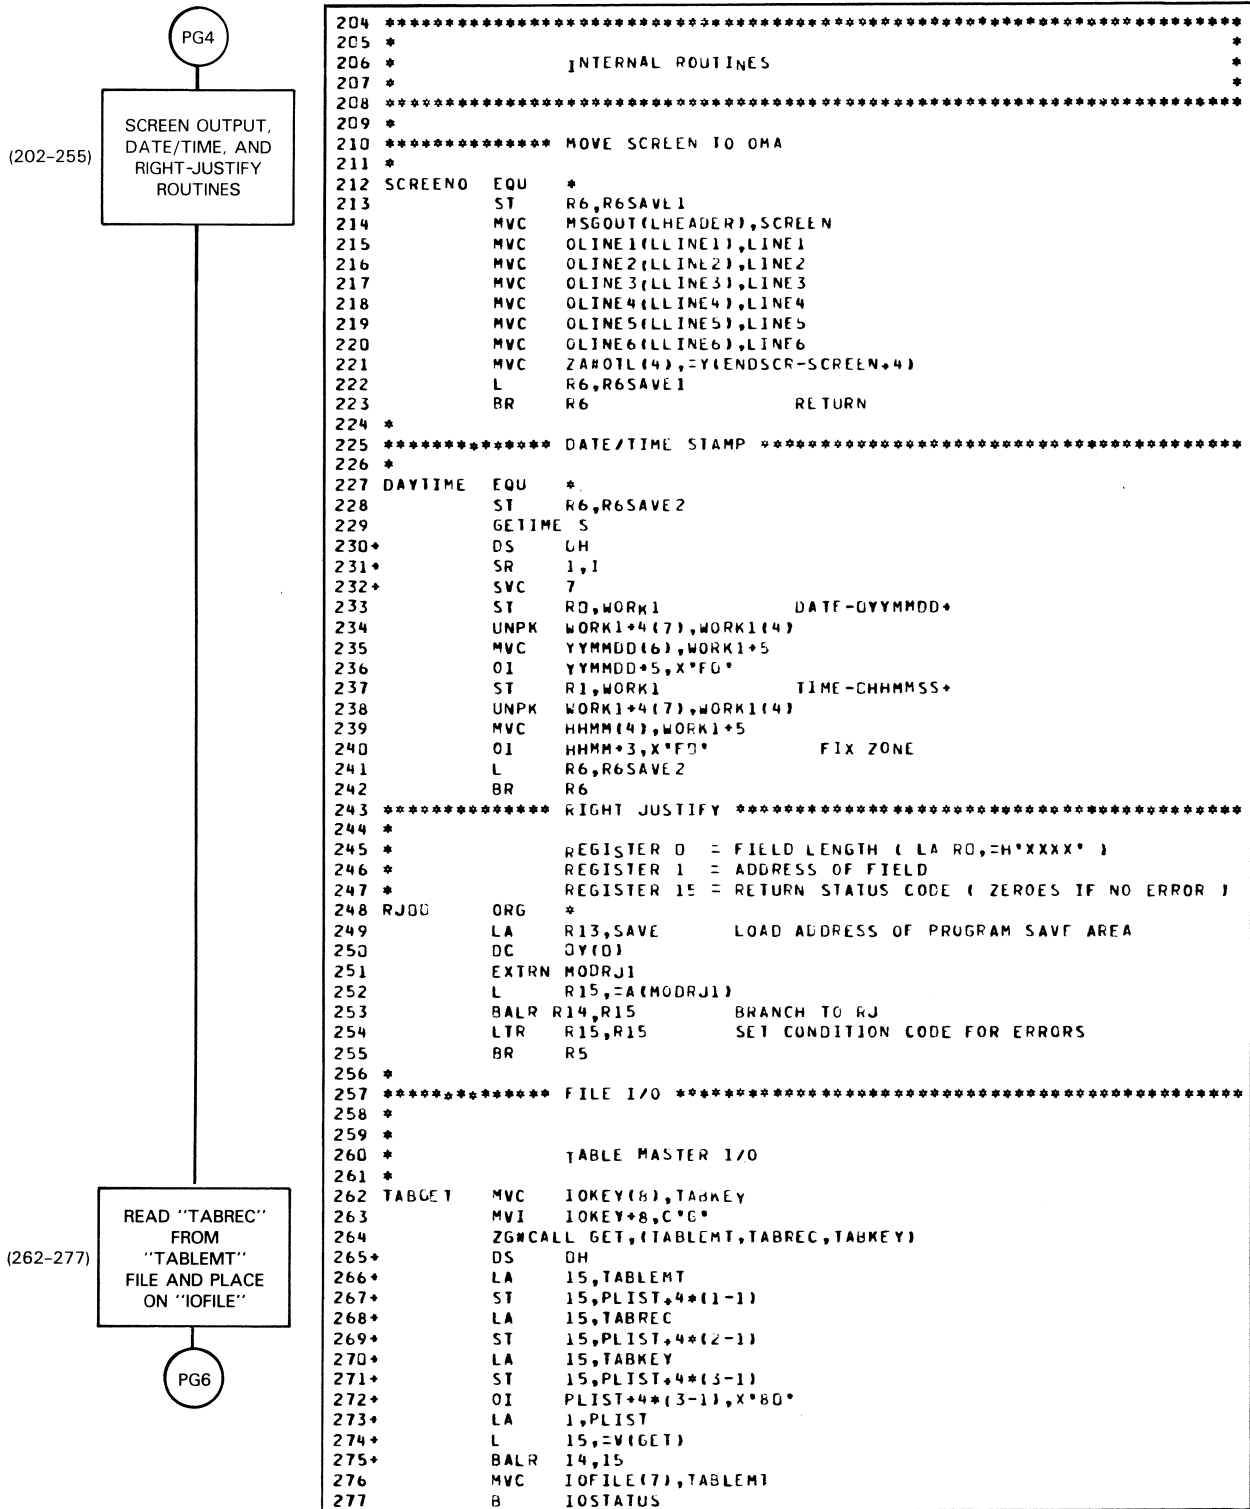 PG4
SCREEN OUTPUT,
DATE/TIME, AND
RIGHT-JUSTIFY
ROUTINES
(202-255)
READ "TABREC"
FROM
"TABLEMT"
FILE AND PLACE
ON "IOFILE"
(262-277)
PG6
204 ****************************************************************************************
205 * *
206 * INTERNAL ROUTINES *
207 * *
208 ****************************************************************************************
209 *
210 ************** MOVE SCREEN TO OMA
211 *
212 SCREENO EQU *
213 ST R6,R6SAVE1
214 MVC MSGOUT(LHEADER),SCREEN
215 MVC OLINE1(LLINE1),LINE1
216 MVC OLINE2(LLINE2),LINE2
217 MVC OLINE3(LLINE3),LINE3
218 MVC OLINE4(LLINE4),LINE4
219 MVC OLINE5(LLINE5),LINE5
220 MVC OLINE6(LLINE6),LINE6
221 MVC ZA#OTL(4),=Y(ENDSCR-SCREEN+4)
222 L R6,R6SAVE1
223 BR R6 RETURN
224 *
225 ************** DATE/TIME STAMP *****************************************
226 *
227 DAYTIME EQU *
228 ST R6,R6SAVE2
229 GETIME S
230+ DS 0H
231+ SR 1,1
232+ SVC 7
233 ST R0,WORK1 DATE-0YYMMDD+
234 UNPK WORK1+4(7),WORK1(4)
235 MVC YYMMDD(6),WORK1+5
236 OI YYMMDD+5,X'F0'
237 ST R1,WORK1 TIME-CHHMMSS+
238 UNPK WORK1+4(7),WORK1(4)
239 MVC HHMM(4),WORK1+5
240 OI HHMM+3,X'F0' FIX ZONE
241 L R6,R6SAVE2
242 BR R6
243 ************** RIGHT JUSTIFY *******************************************
244 *
245 * REGISTER 0 = FIELD LENGTH ( LA R0,=H'XXXX' )
246 * REGISTER 1 = ADDRESS OF FIELD
247 * REGISTER 15 = RETURN STATUS CODE ( ZEROES IF NO ERROR )
248 RJ00 ORG *
249 LA R13,SAVE LOAD ADDRESS OF PROGRAM SAVE AREA
250 DC 0Y(0)
251 EXTRN MODRJ1
252 L R15,=A(MODRJ1)
253 BALR R14,R15 BRANCH TO RJ
254 LTR R15,R15 SET CONDITION CODE FOR ERRORS
255 BR R5
256 *
257 ************** FILE I/O ************************************************
258 *
259 *
260 * TABLE MASTER I/O
261 *
262 TABGET MVC IOKEY(8),TABKEY
263 MVI IOKEY+8,C'G'
264 ZG#CALL GET,(TABLEMT,TABREC,TABKEY)
265+ DS 0H
266+ LA 15,TABLEMT
267+ ST 15,PLIST+4*(1-1)
268+ LA 15,TABREC
269+ ST 15,PLIST+4*(2-1)
270+ LA 15,TABKEY
271+ ST 15,PLIST+4*(3-1)
272+ OI PLIST+4*(3-1),X'80'
273+ LA 1,PLIST
274+ L 15,=V(GET)
275+ BALR 14,15
276 MVC IOFILE(7),TABLEMT
277 B IOSTATUS